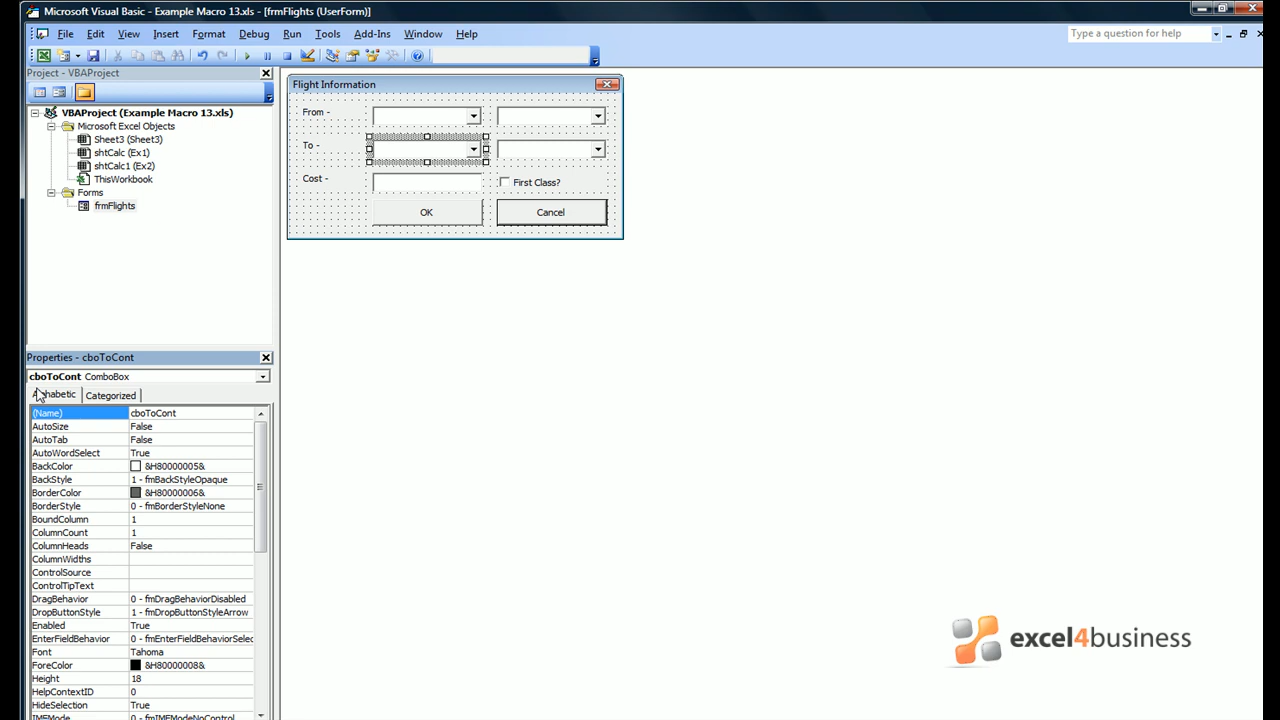 Microsoft Visual Basic - Example Macro 13.xls - [frmFlights (UserForm)]
File Edit View Insert Format Debug Run Tools Add-Ins Window Help
Type a question for help
Project - VBAProject
VBAProject (Example Macro 13.xls)
Microsoft Excel Objects
Sheet3 (Sheet3)
shtCalc (Ex1)
shtCalc1 (Ex2)
ThisWorkbook
Forms
frmFlights
Flight Information
From -
To -
Cost -
First Class?
OK Cancel
Properties - cboToCont
cboToCont ComboBox
Categorized
(Name) cboToCont
AutoSize False
AutoTab False
AutoWordSelect True
BackColor &H80000005&
BackStyle 1 - fmBackStyleOpaque
BorderColor &H80000006&
BorderStyle 0 - fmBorderStyleNone
BoundColumn 1
ColumnCount 1
ColumnHeads False
ColumnWidths
ControlSource
ControlTipText
DragBehavior 0 - fmDragBehaviorDisabled
DropButtonStyle 1 - fmDropButtonStyleArrow
Enabled True
EnterFieldBehavior 0 - fmEnterFieldBehaviorSelec
Font Tahoma
ForeColor &H80000008&
Height 18
HelpContextID 0
HideSelection True
IMEMode 0 - fmIMEModeNoControl
excel4business